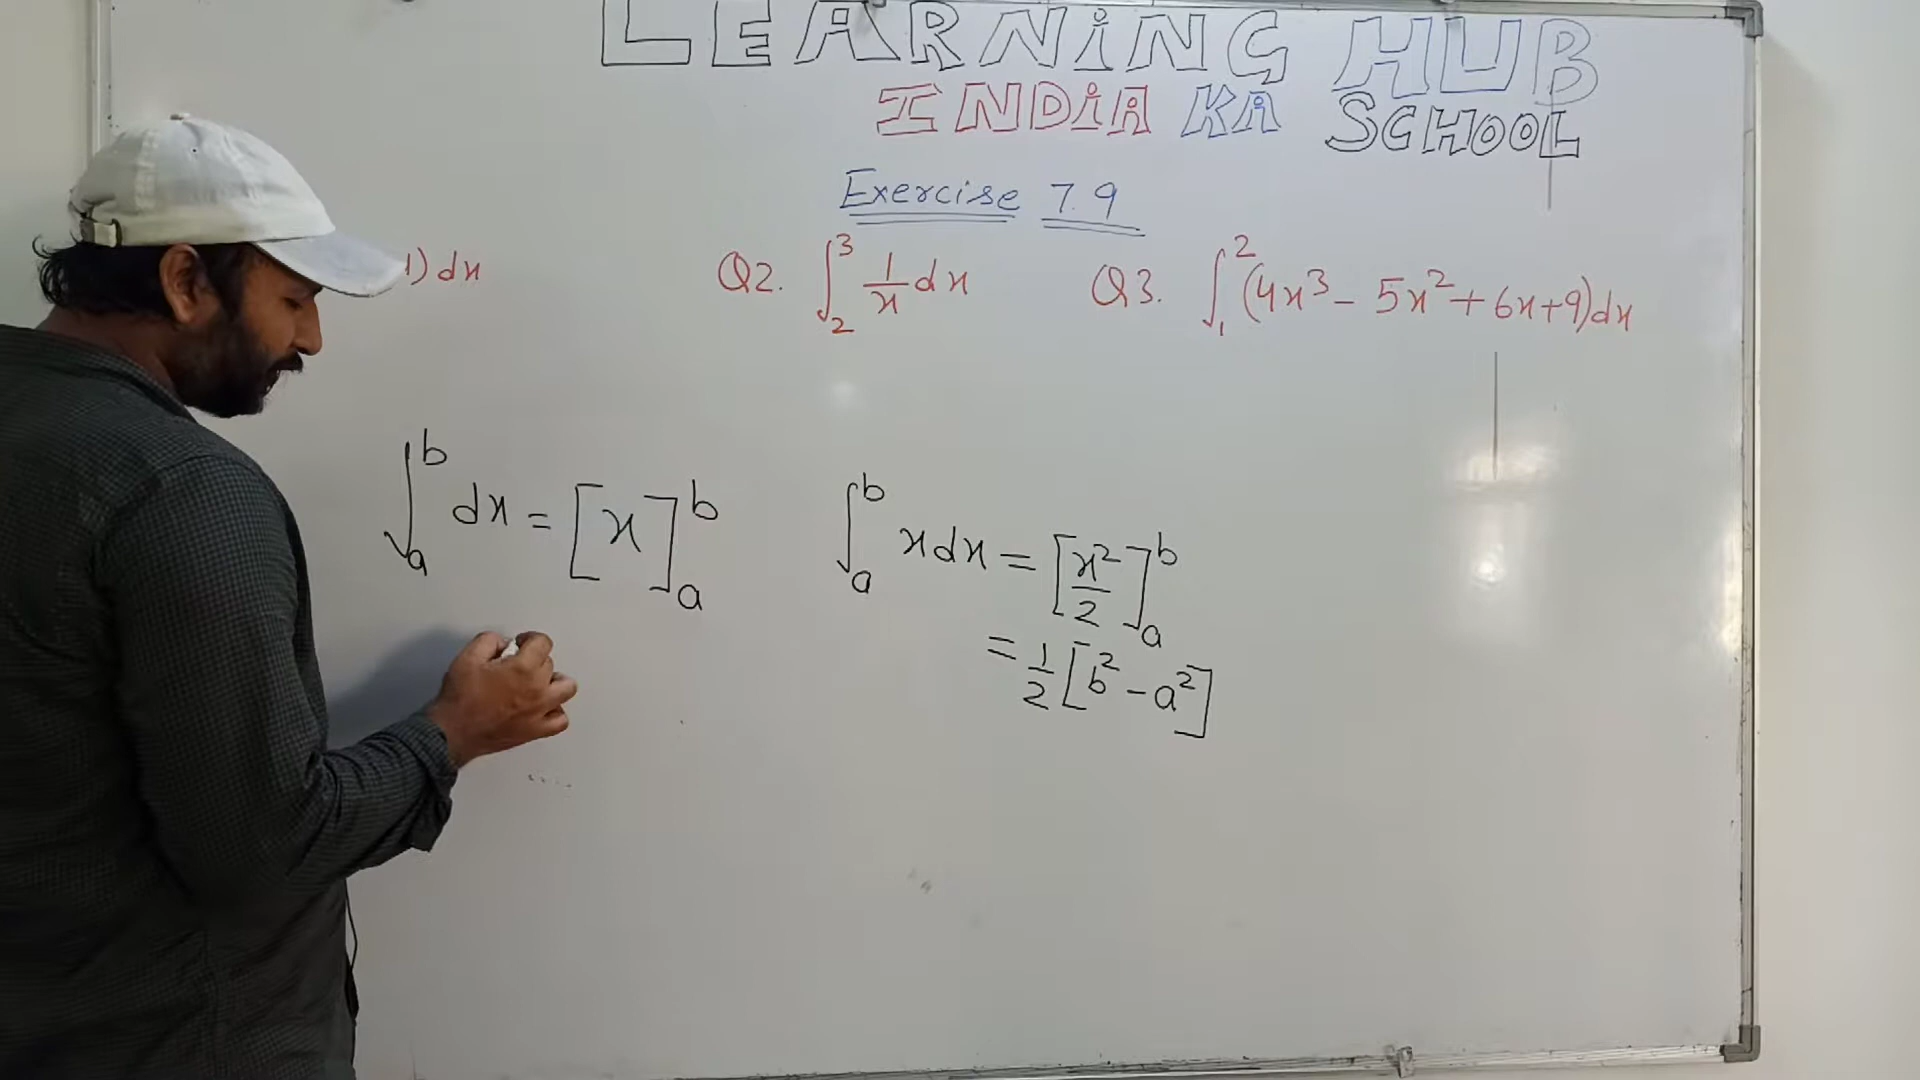 LEARNING HUB
INDIA KA SCHOOL
Exercise 7.9
1) dx
Q2. ∫₂³ 1/x dx
Q3. ∫₁² (4x³ - 5x² + 6x + 9) dx
∫ₐᵇ dx = [x]ₐᵇ
∫ₐᵇ x dx = [x²/2]ₐᵇ
= 1/2 [b² - a²]